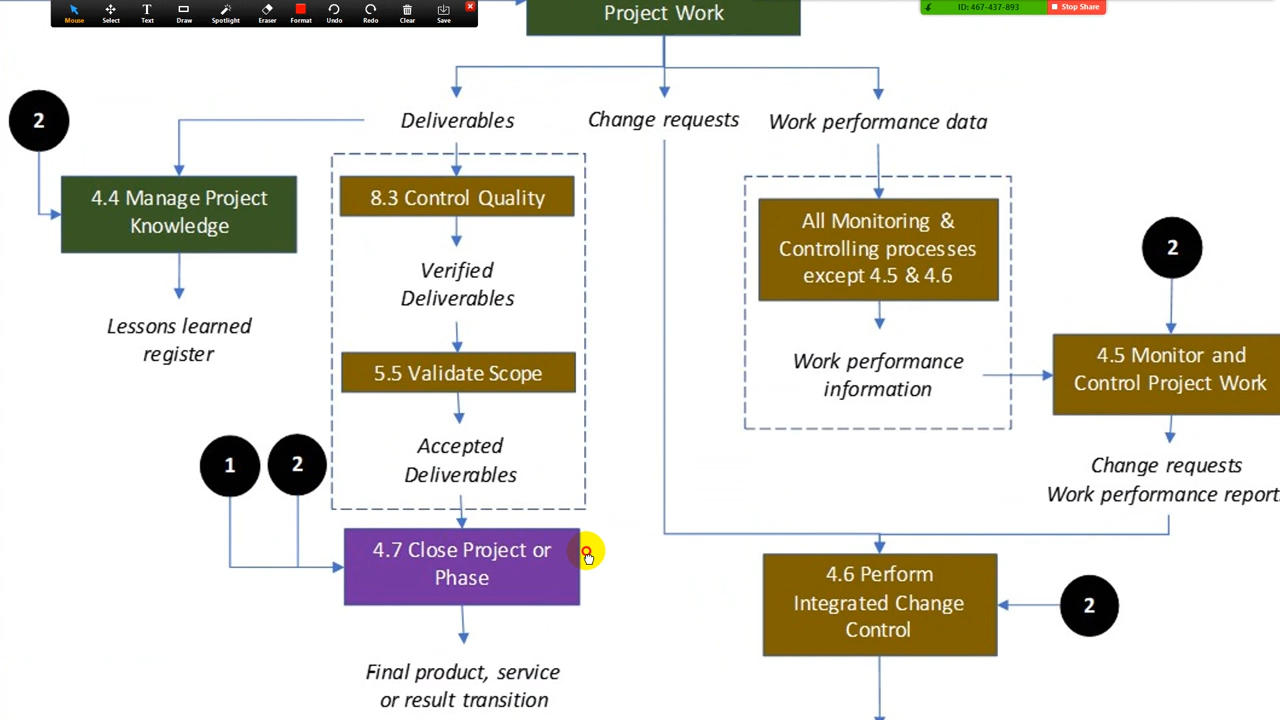 Mouse
Select
Text
Draw
Spotlight
Eraser
Format
Undo
Redo
Clear
Save
ID: 467-437-893
Stop Share
Project Work
2
Deliverables
Change requests
Work performance data
4.4 Manage Project
Knowledge
8.3 Control Quality
All Monitoring &
Controlling processes
except 4.5 & 4.6
2
Verified
Deliverables
Lessons learned
register
5.5 Validate Scope
Work performance
information
4.5 Monitor and
Control Project Work
1
2
Accepted
Deliverables
Change requests
Work performance report
4.7 Close Project or
Phase
4.6 Perform
Integrated Change
Control
2
Final product, service
or result transition